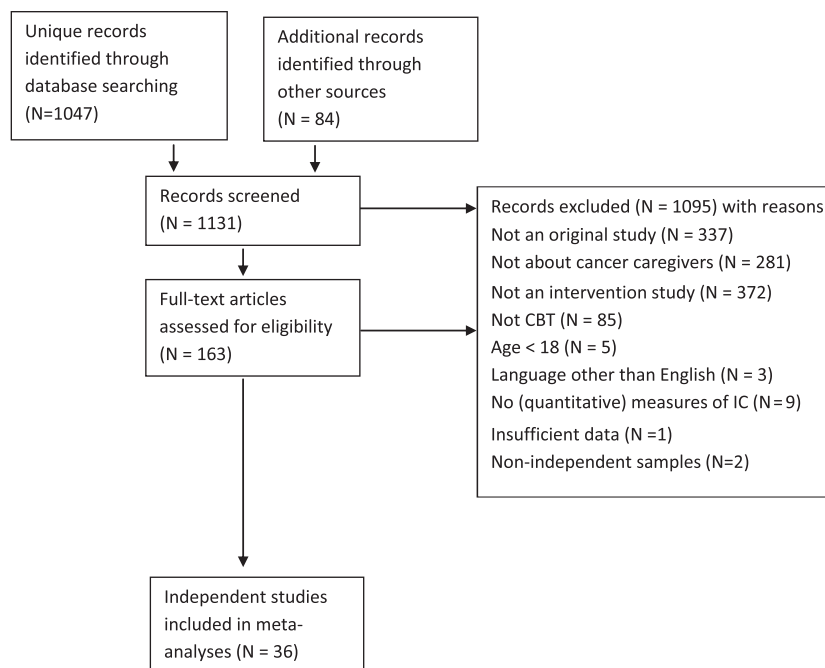 Unique records
identified through
database searching
(N=1047)
Additional records
identified through
other sources
(N = 84)
Records screened
(N = 1131)
Records excluded (N = 1095) with reasons
Not an original study (N = 337)
Not about cancer caregivers (N = 281)
Not an intervention study (N = 372)
Not CBT (N = 85)
Age < 18 (N = 5)
Language other than English (N = 3)
No (quantitative) measures of IC (N = 9)
Insufficient data (N =1)
Non-independent samples (N=2)
Full-text articles
assessed for eligibility
(N = 163)
Independent studies
included in meta-
analyses (N = 36)